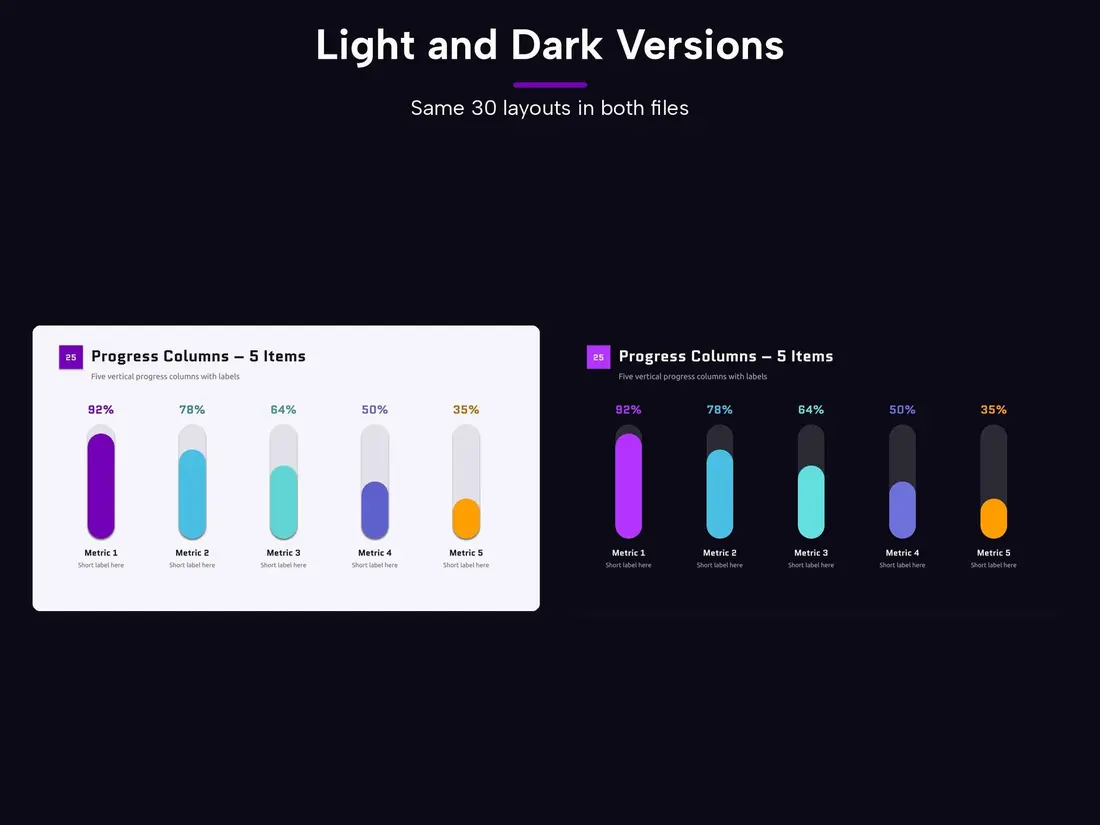 Light and Dark Versions
Same 30 layouts in both files
25
Progress Columns – 5 Items
Five vertical progress columns with labels
92% 78% 64% 50% 35%
Metric 1 Metric 2 Metric 3 Metric 4 Metric 5
Short label here Short label here Short label here Short label here Short label here
25
Progress Columns – 5 Items
Five vertical progress columns with labels
92% 78% 64% 50% 35%
Metric 1 Metric 2 Metric 3 Metric 4 Metric 5
Short label here Short label here Short label here Short label here Short label here